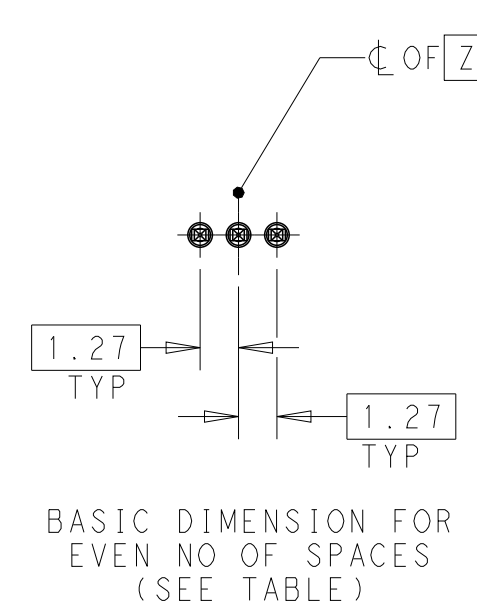 ℄ OF Z
1.27
TYP
1.27
TYP
BASIC DIMENSION FOR
EVEN NO OF SPACES
(SEE TABLE)